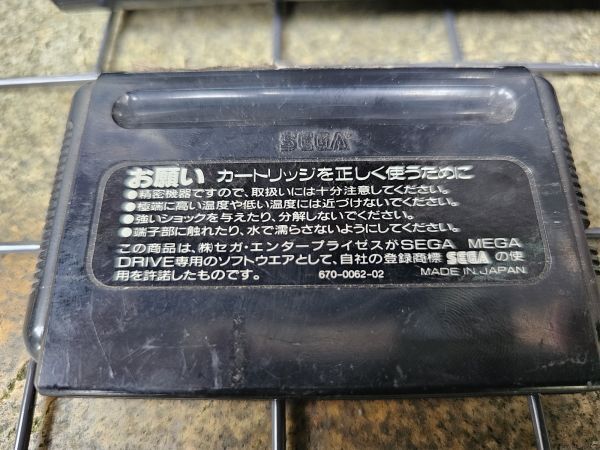 SEGA
お願い カートリッジを正しく使うために
●精密機器ですので、取扱いには十分注意してください。
●極端に高い温度や低い温度には近づけないでください。
●強いショックを与えたり、分解しないでください。
●端子部に触れたり、水で濡らさないようにしてください。
この商品は、㈱セガ・エンタープライゼスがSEGA MEGA
DRIVE専用のソフトウエアとして、自社の登録商標 SEGA の使
用を許諾したものです。 670-0062-02 MADE IN JAPAN